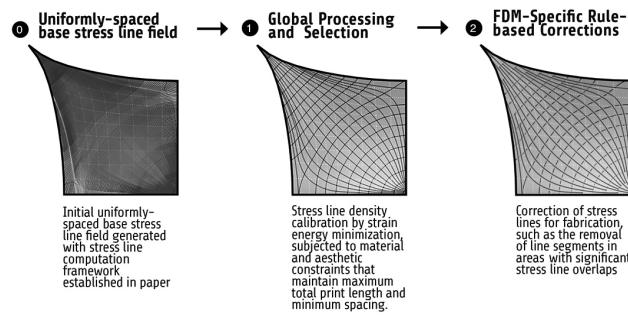 0 Uniformly-spaced
base stress line field
1 Global Processing
and Selection
2 FDM-Specific Rule-
based Corrections
Initial uniformly-
spaced base stress
line field generated
with stress line
computation
framework
established in paper
Stress line density
calibration by strain
energy minimization,
subjected to material
and aesthetic
constraints that
maintain maximum
total print length and
minimum spacing.
Correction of stress
lines for fabrication,
such as the removal
of line segments in
areas with significant
stress line overlaps